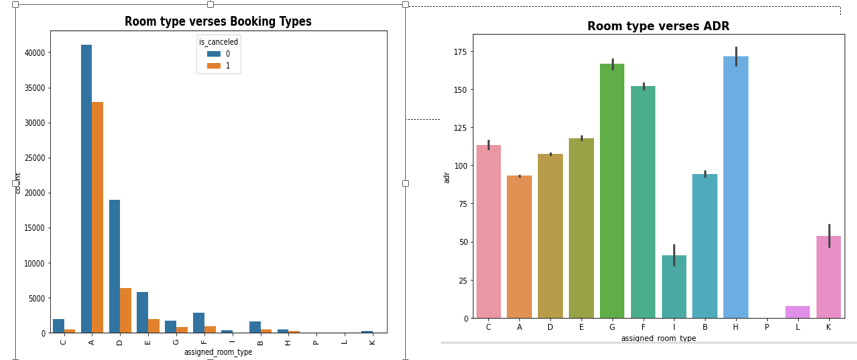 Room type verses Booking Types
is_canceled
0
1
40000
35000
30000
25000
20000
15000
10000
5000
0
C A D E G F I B H P L K
assigned_room_type
Room type verses ADR
175
150
125
100
75
50
25
0
adr
C A D E G F I B H P L K
assigned_room_type